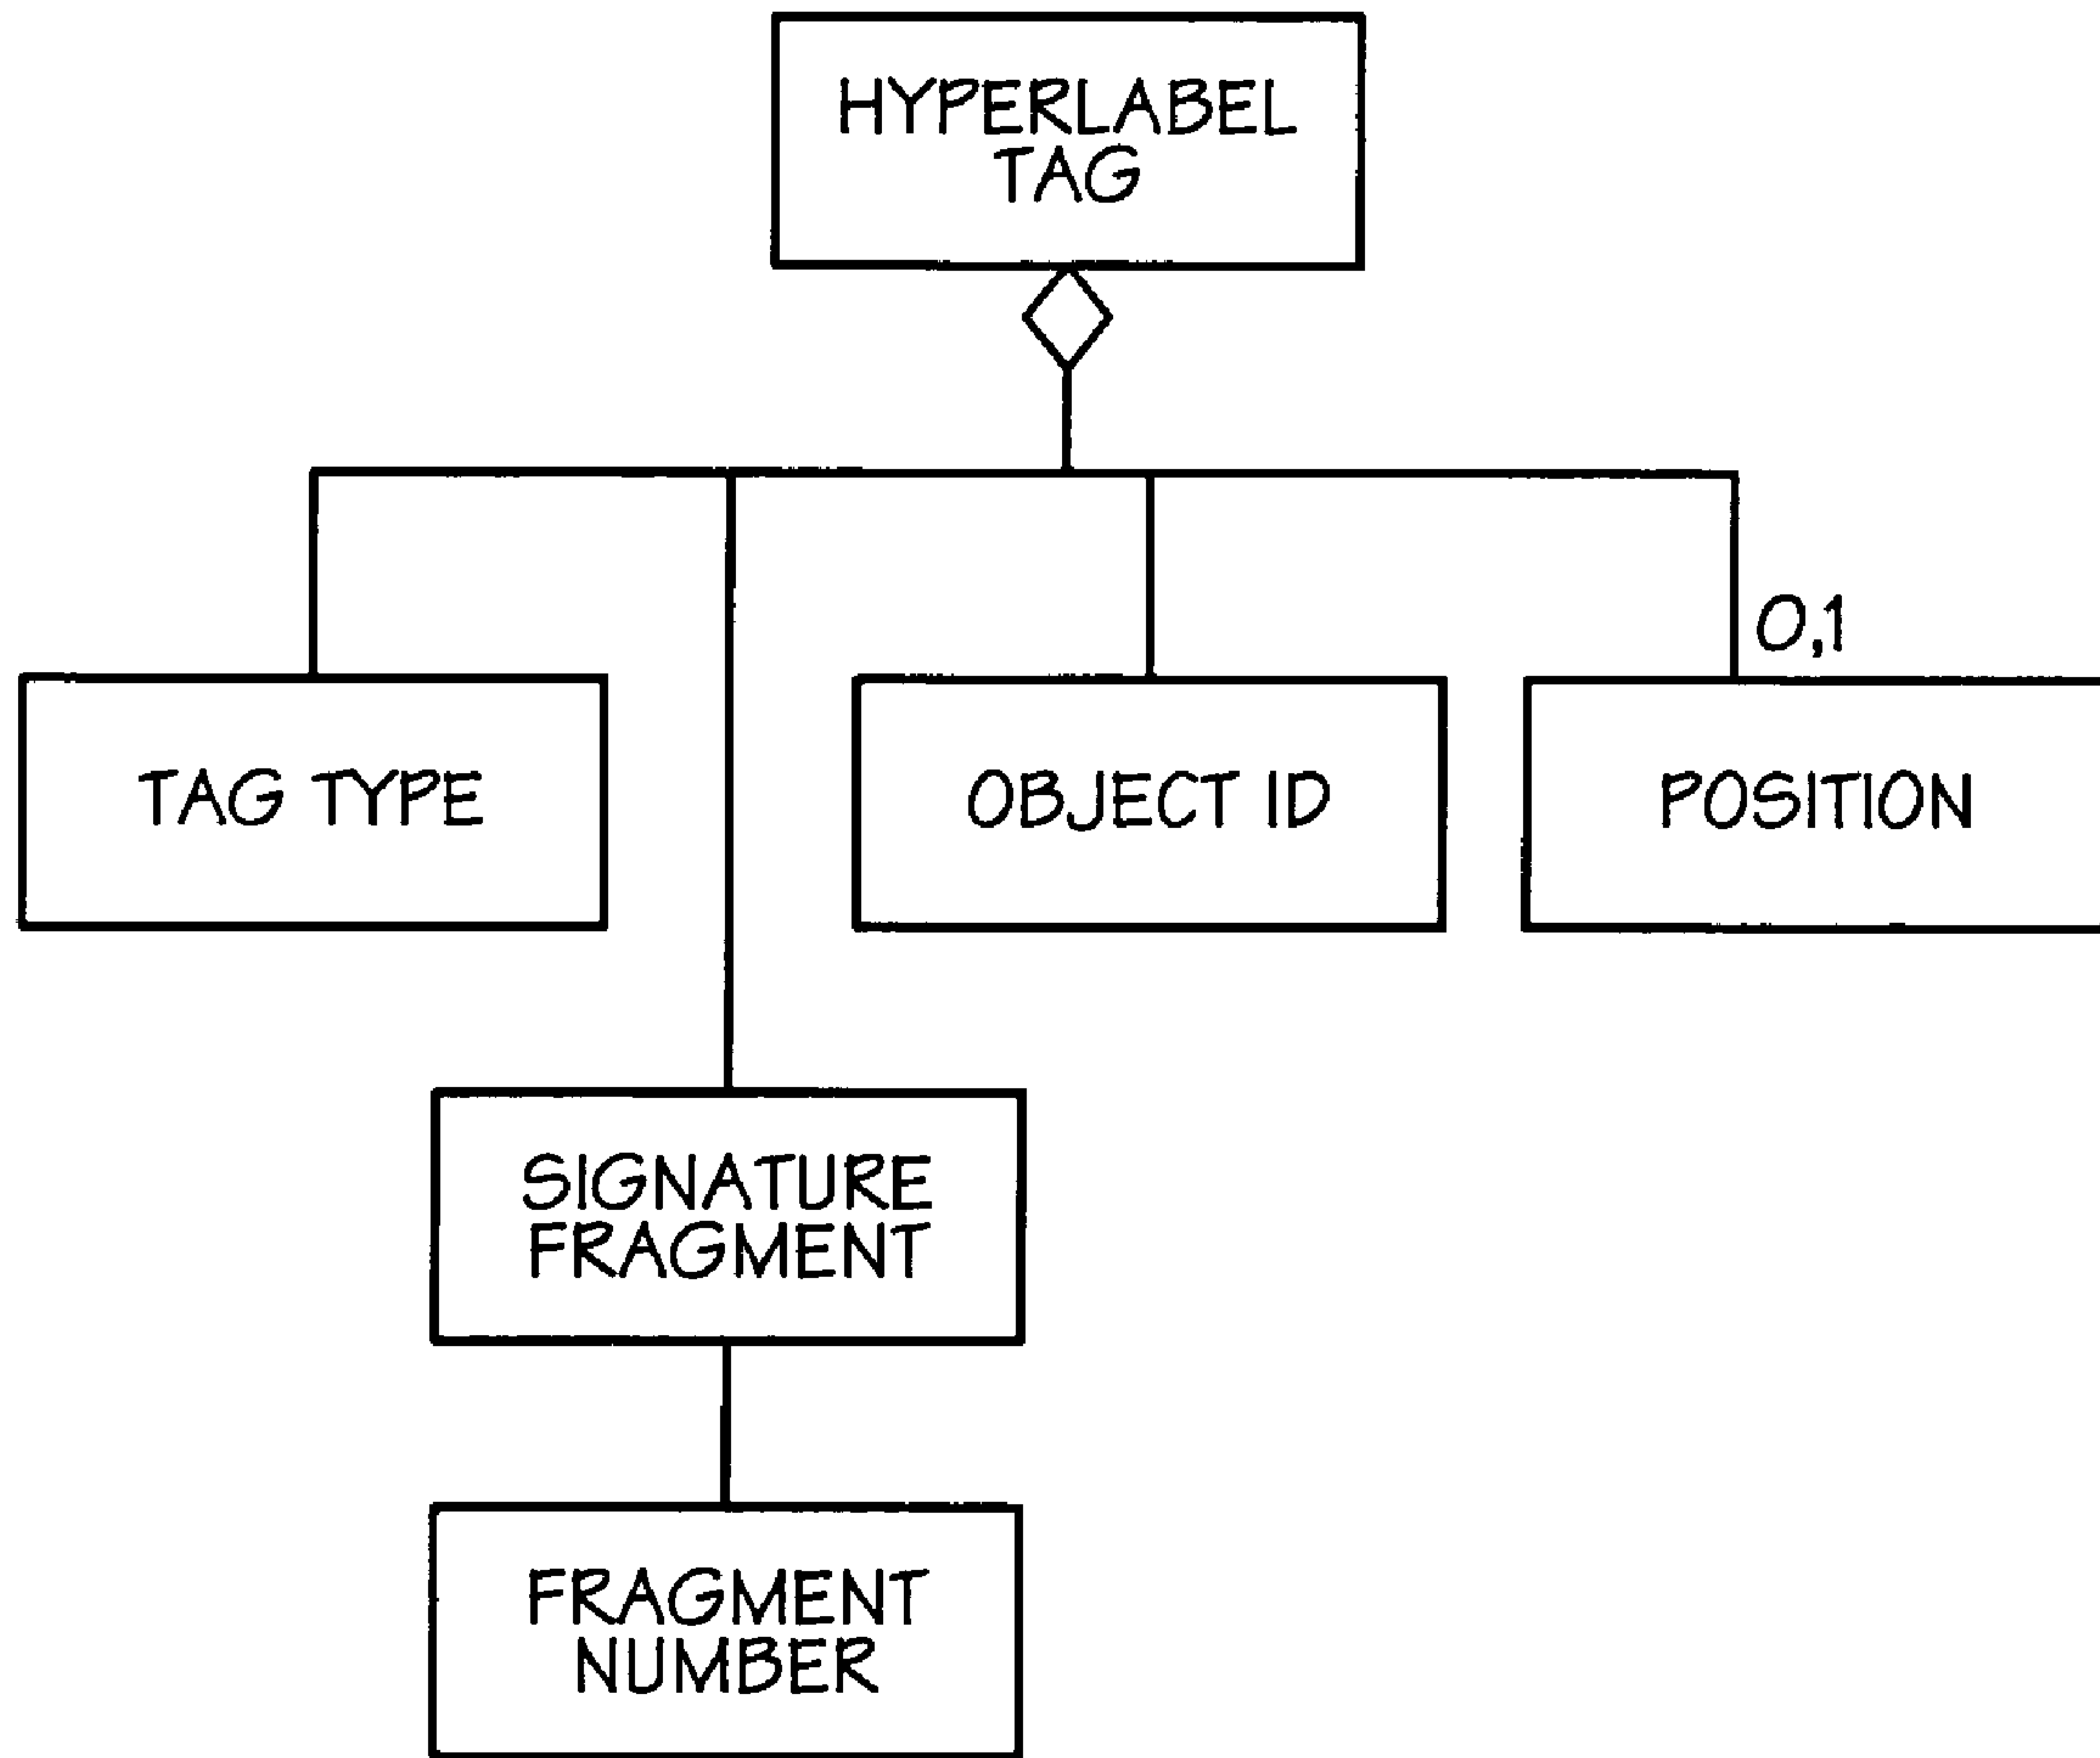 HYPERLABEL
TAG
0,1
TAG TYPE
OBJECT ID
POSITION
SIGNATURE
FRAGMENT
FRAGMENT
NUMBER